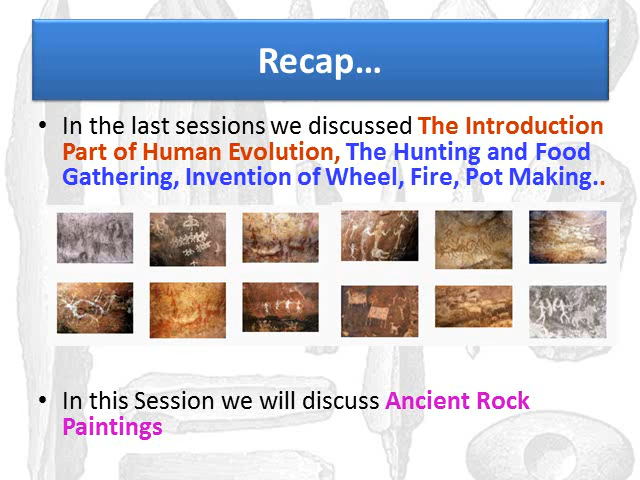 Recap…
• In the last sessions we discussed The Introduction
Part of Human Evolution, The Hunting and Food
Gathering, Invention of Wheel, Fire, Pot Making..
• In this Session we will discuss Ancient Rock
Paintings